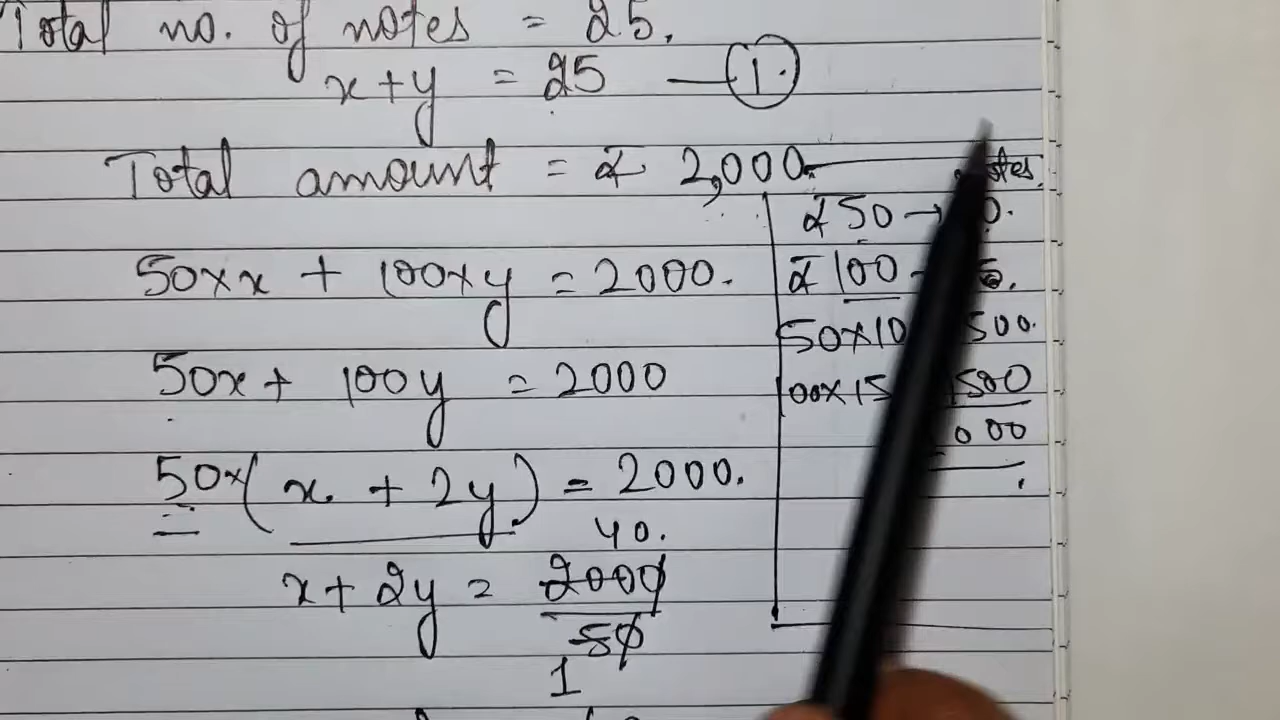 Total no. of notes = 25.
x + y = 25 — 1.
Total amount = ₹ 2,000.
50 × x + 100 × y = 2000.
50x + 100y = 2000
50 × ( x + 2y ) = 2000.
40.
x + 2y = 2000
50
1
₹ 50 →
₹ 100
50 × 10 500.
100 × 15 1500
000